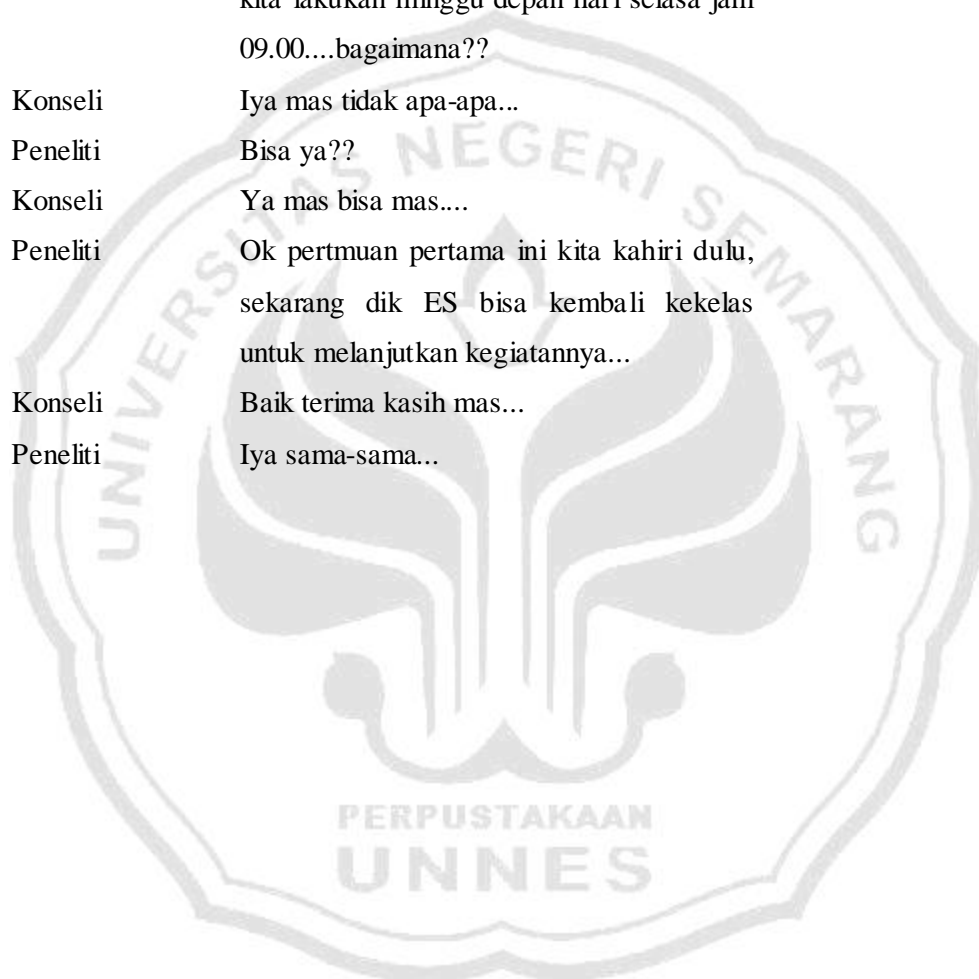 kita lakukan minggu depan hari selasa jam
09.00....bagaimana??
Konseli Iya mas tidak apa-apa...
Peneliti Bisa ya??
Konseli Ya mas bisa mas....
Peneliti Ok pertmuan pertama ini kita kahiri dulu,
sekarang dik ES bisa kembali kekelas
untuk melanjutkan kegiatannya...
Konseli Baik terima kasih mas...
Peneliti Iya sama-sama...
UNIVERSITAS NEGERI SEMARANG
PERPUSTAKAAN
UNNES